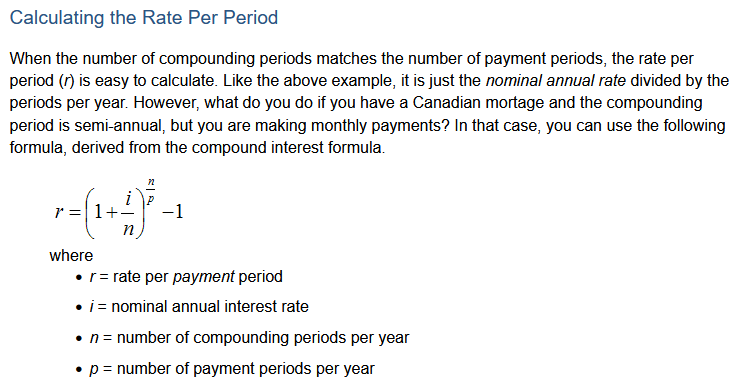 Calculating the Rate Per Period
When the number of compounding periods matches the number of payment periods, the rate per
period (r) is easy to calculate. Like the above example, it is just the nominal annual rate divided by the
periods per year. However, what do you do if you have a Canadian mortage and the compounding
period is semi-annual, but you are making monthly payments? In that case, you can use the following
formula, derived from the compound interest formula.
r = (1 + i/n)^(n/p) − 1
where
• r = rate per payment period
• i = nominal annual interest rate
• n = number of compounding periods per year
• p = number of payment periods per year